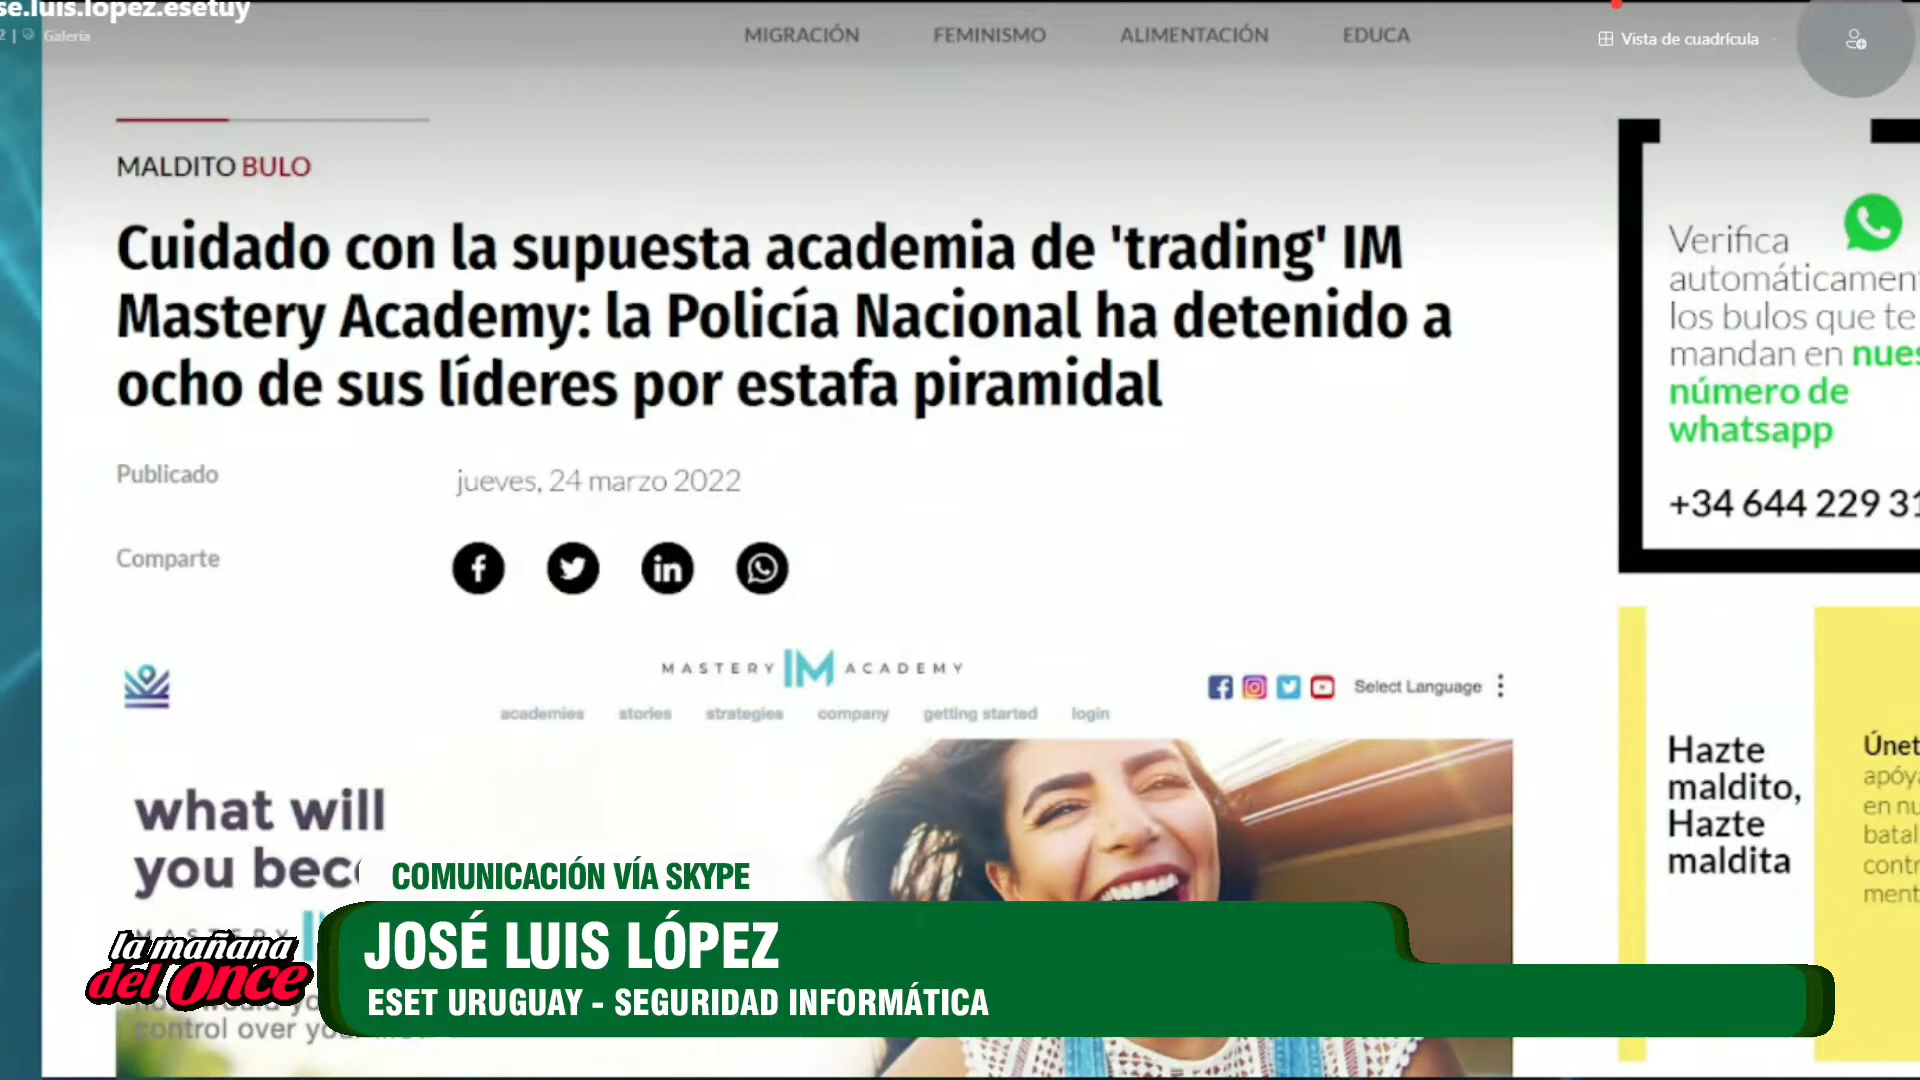 se.luis.lopez.esetuy
2 | Galería
MIGRACIÓN FEMINISMO ALIMENTACIÓN EDUCA
Vista de cuadrícula
MALDITO BULO
Cuidado con la supuesta academia de 'trading' IM
Mastery Academy: la Policía Nacional ha detenido a
ocho de sus líderes por estafa piramidal
Publicado jueves, 24 marzo 2022
Comparte
Verifica
automáticamen
los bulos que te
mandan en nues
número de
whatsapp
+34 644 229 31
MASTERY IM ACADEMY
Select Language
academies stories strategies company getting started login
what will
you bec
MASTERY
control over yo
Hazte
maldito,
Hazte
maldita
Únet
apóya
en nu
batal
contr
ment
COMUNICACIÓN VÍA SKYPE
la mañana
del Once
JOSÉ LUIS LÓPEZ
ESET URUGUAY - SEGURIDAD INFORMÁTICA